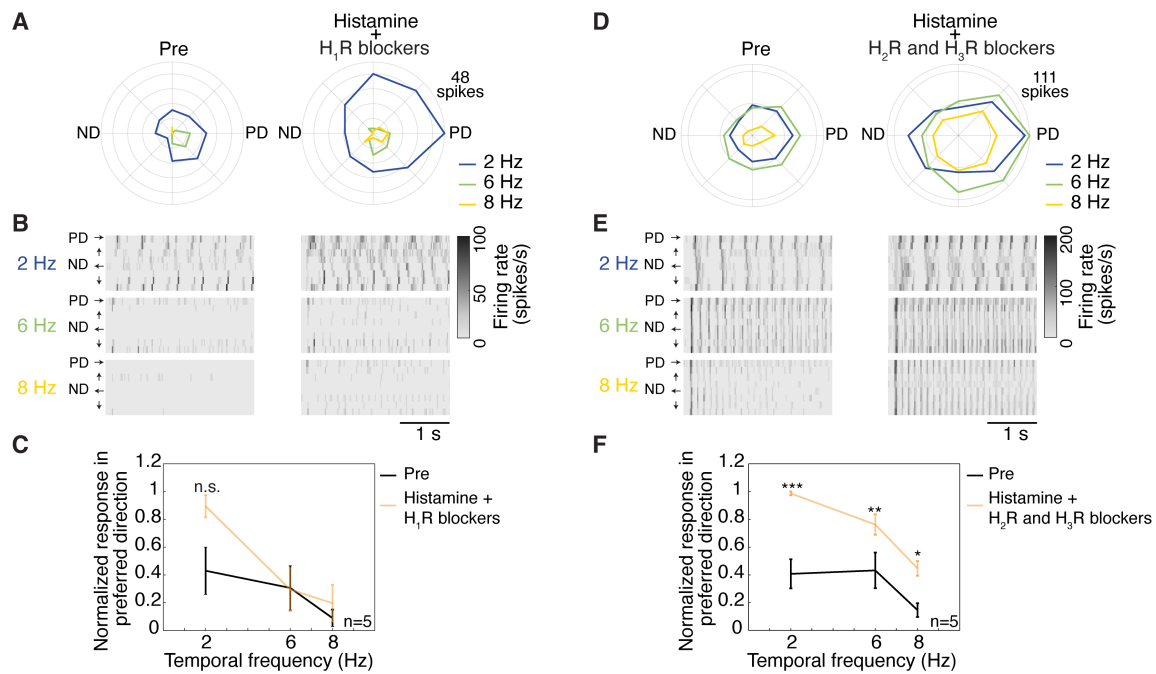 A
Pre
Histamine
+
H1R blockers
48
spikes
ND
PD
ND
PD
2 Hz
6 Hz
8 Hz
B
2 Hz
PD
ND
6 Hz
PD
ND
8 Hz
PD
ND
100
50
0
Firing rate
(spikes/s)
1 s
C
Normalized response in
preferred direction
1.2
1
0.8
0.6
0.4
0.2
0
n.s.
n=5
2
6
8
Temporal frequency (Hz)
Pre
Histamine +
H1R blockers
D
Pre
Histamine
+
H2R and H3R blockers
111
spikes
ND
PD
ND
PD
2 Hz
6 Hz
8 Hz
E
2 Hz
PD
ND
6 Hz
PD
ND
8 Hz
PD
ND
200
100
0
Firing rate
(spikes/s)
1 s
F
Normalized response in
preferred direction
1.2
1
0.8
0.6
0.4
0.2
0
***
**
*
n=5
2
6
8
Temporal frequency (Hz)
Pre
Histamine +
H2R and H3R blockers